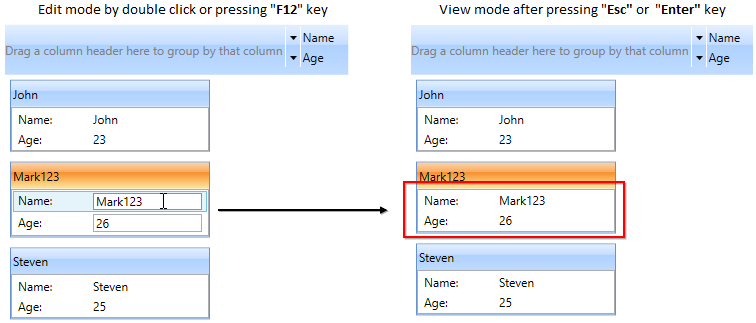 Edit mode by double click or pressing "F12" key
Drag a column header here to group by that column
Name
Age
John
Name: John
Age: 23
Mark123
Name: Mark123
Age: 26
Steven
Name: Steven
Age: 25
View mode after pressing "Esc" or "Enter" key
Drag a column header here to group by that column
Name
Age
John
Name: John
Age: 23
Mark123
Name: Mark123
Age: 26
Steven
Name: Steven
Age: 25